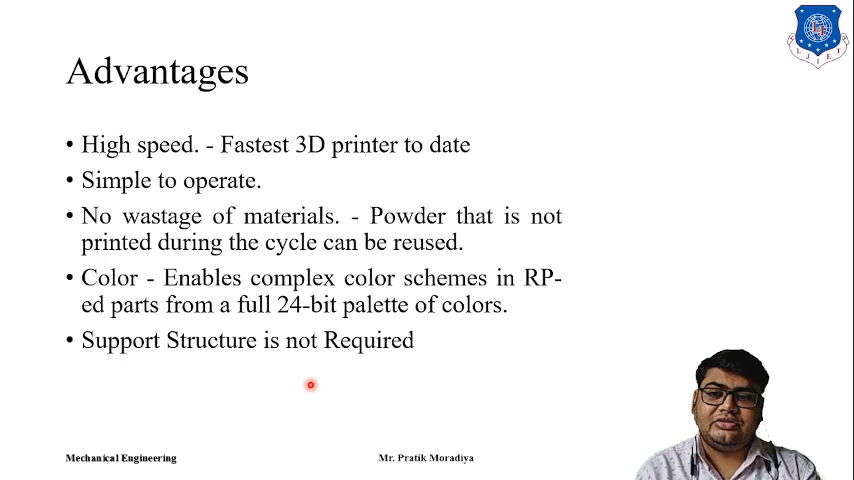 Advantages
• High speed. - Fastest 3D printer to date
• Simple to operate.
• No wastage of materials. - Powder that is not
printed during the cycle can be reused.
• Color - Enables complex color schemes in RP-
ed parts from a full 24-bit palette of colors.
• Support Structure is not Required
Mechanical Engineering
Mr. Pratik Moradiya
LJIET